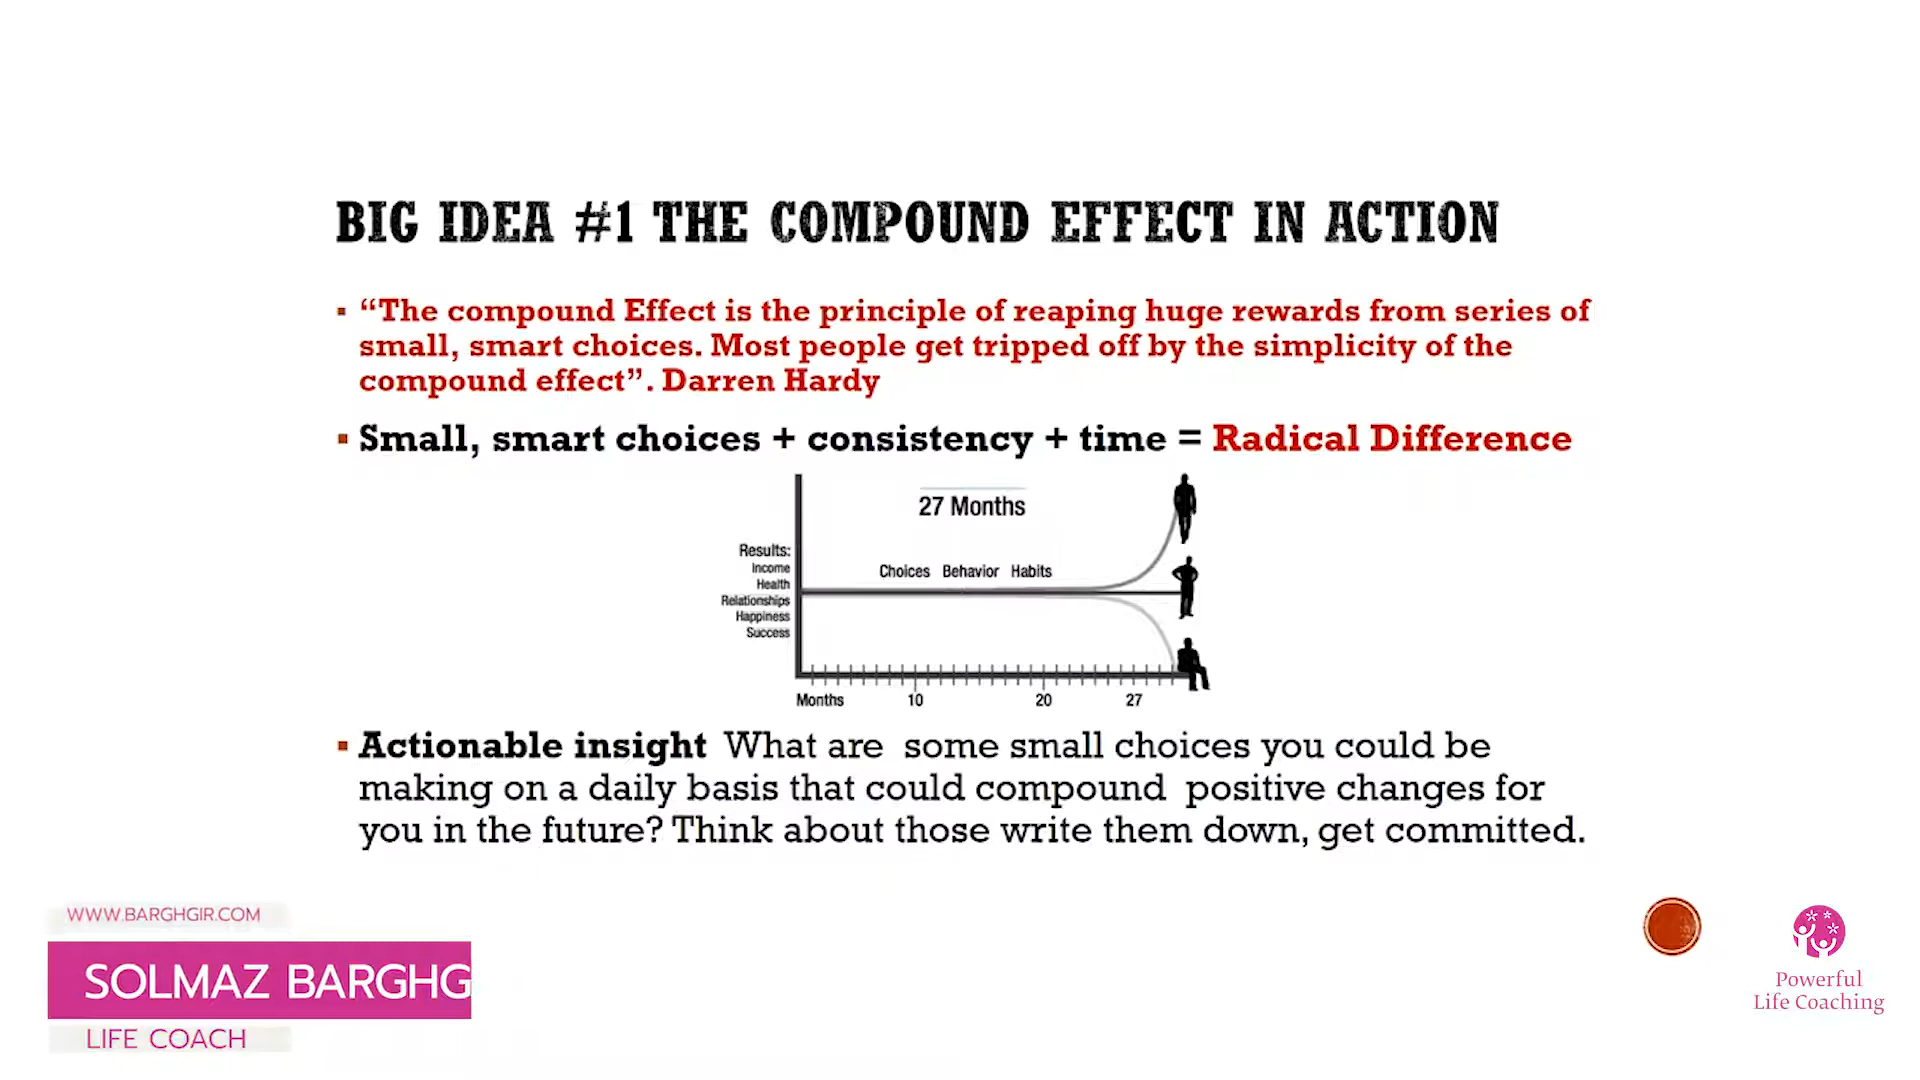 BIG IDEA #1 THE COMPOUND EFFECT IN ACTION
“The compound Effect is the principle of reaping huge rewards from series of
small, smart choices. Most people get tripped off by the simplicity of the
compound effect”. Darren Hardy
Small, smart choices + consistency + time = Radical Difference
27 Months
Results:
Income
Health
Relationships
Happiness
Success
Choices Behavior Habits
Months 10 20 27
Actionable insight What are some small choices you could be
making on a daily basis that could compound positive changes for
you in the future? Think about those write them down, get committed.
WWW.BARGHGIR.COM
SOLMAZ BARGHG
LIFE COACH
Powerful
Life Coaching